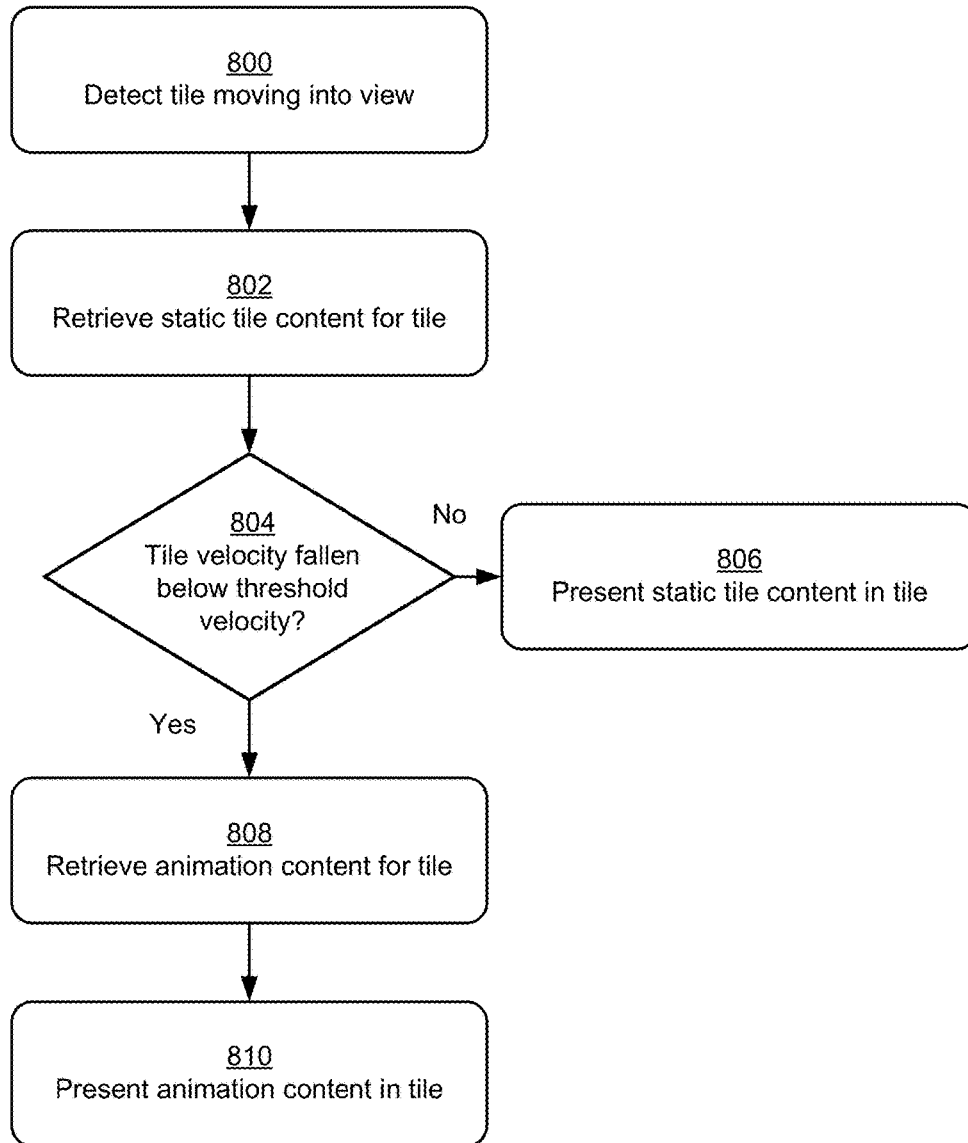 800
Detect tile moving into view
802
Retrieve static tile content for tile
804
Tile velocity fallen
below threshold
velocity?
No
806
Present static tile content in tile
Yes
808
Retrieve animation content for tile
810
Present animation content in tile